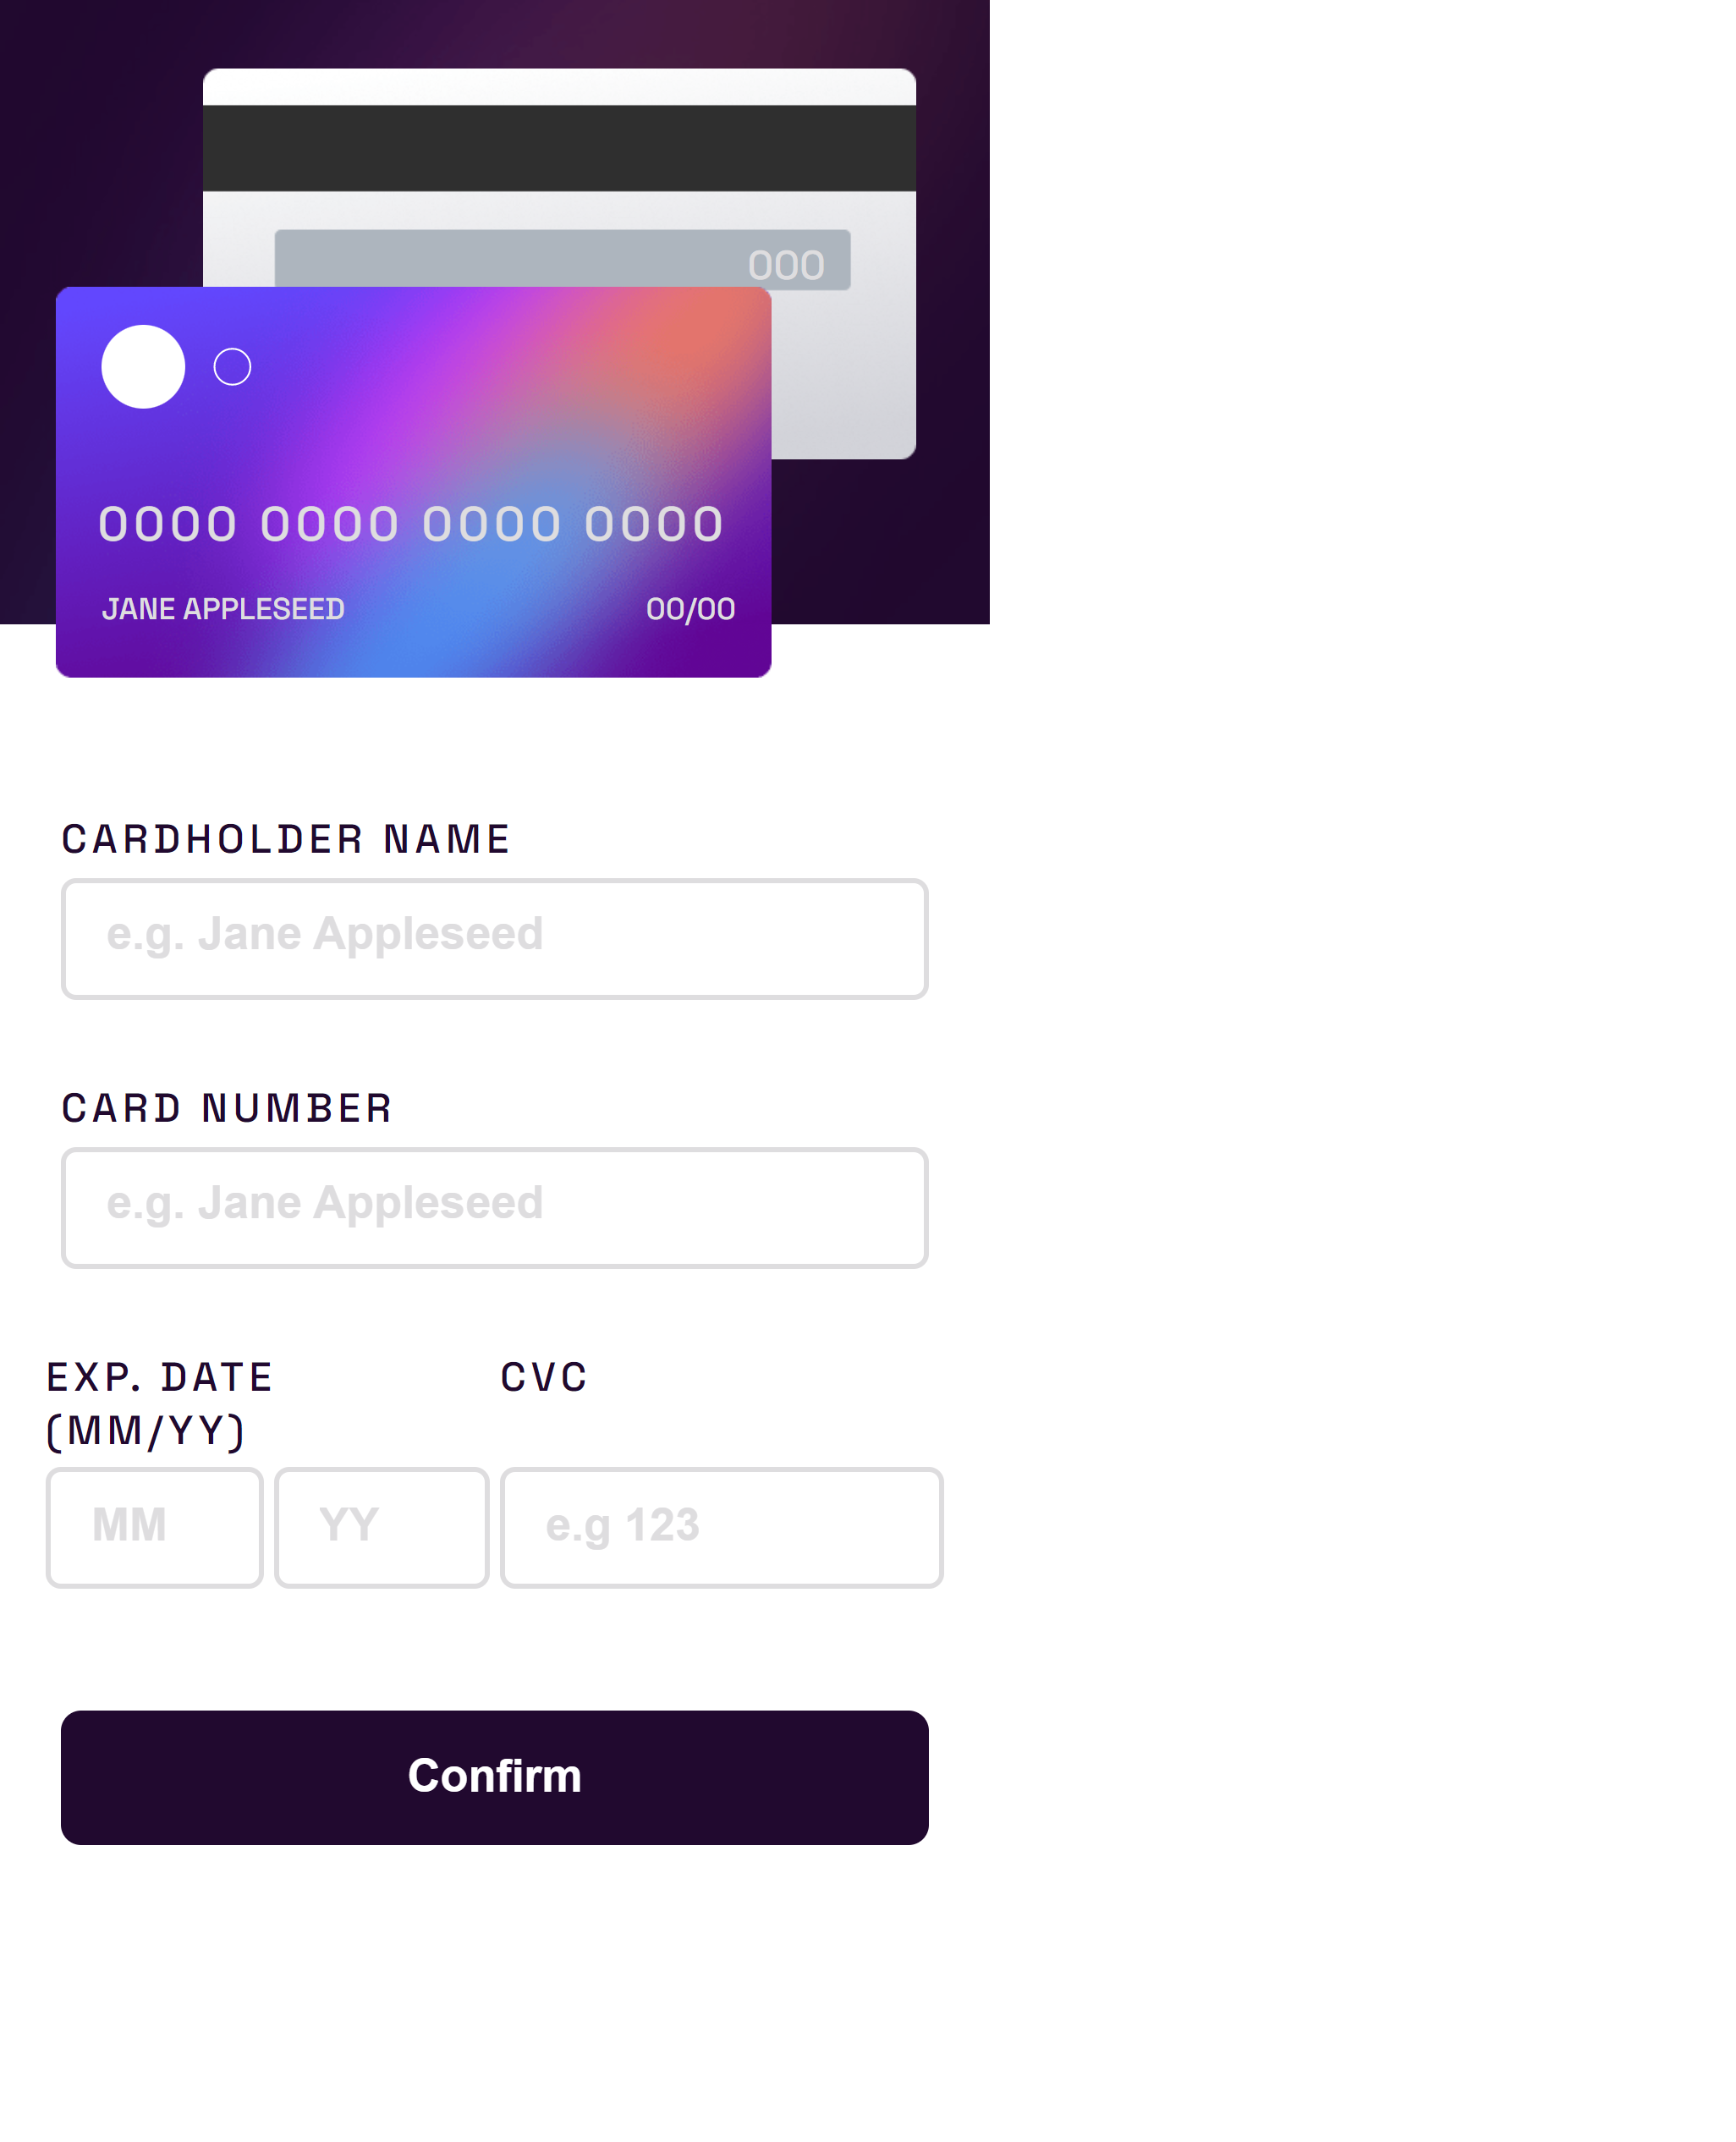 000
0000 0000 0000 0000
JANE APPLESEED 00/00
CARDHOLDER NAME
e.g. Jane Appleseed
CARD NUMBER
e.g. Jane Appleseed
EXP. DATE (MM/YY)
CVC
MM
YY
e.g 123
Confirm